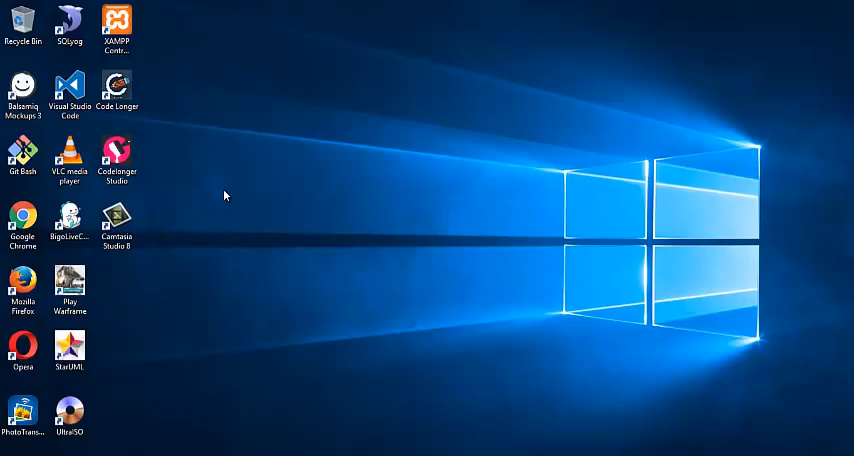 Recycle Bin
SQLyog
XAMPP
Contr...
Balsamiq
Mockups 3
Visual Studio
Code
Code Longer
Git Bash
VLC media
player
Codelonger
Studio
Google
Chrome
BigoLiveC...
Camtasia
Studio 8
Mozilla
Firefox
Play
Warframe
Opera
StarUML
PhotoTrans...
UltraISO